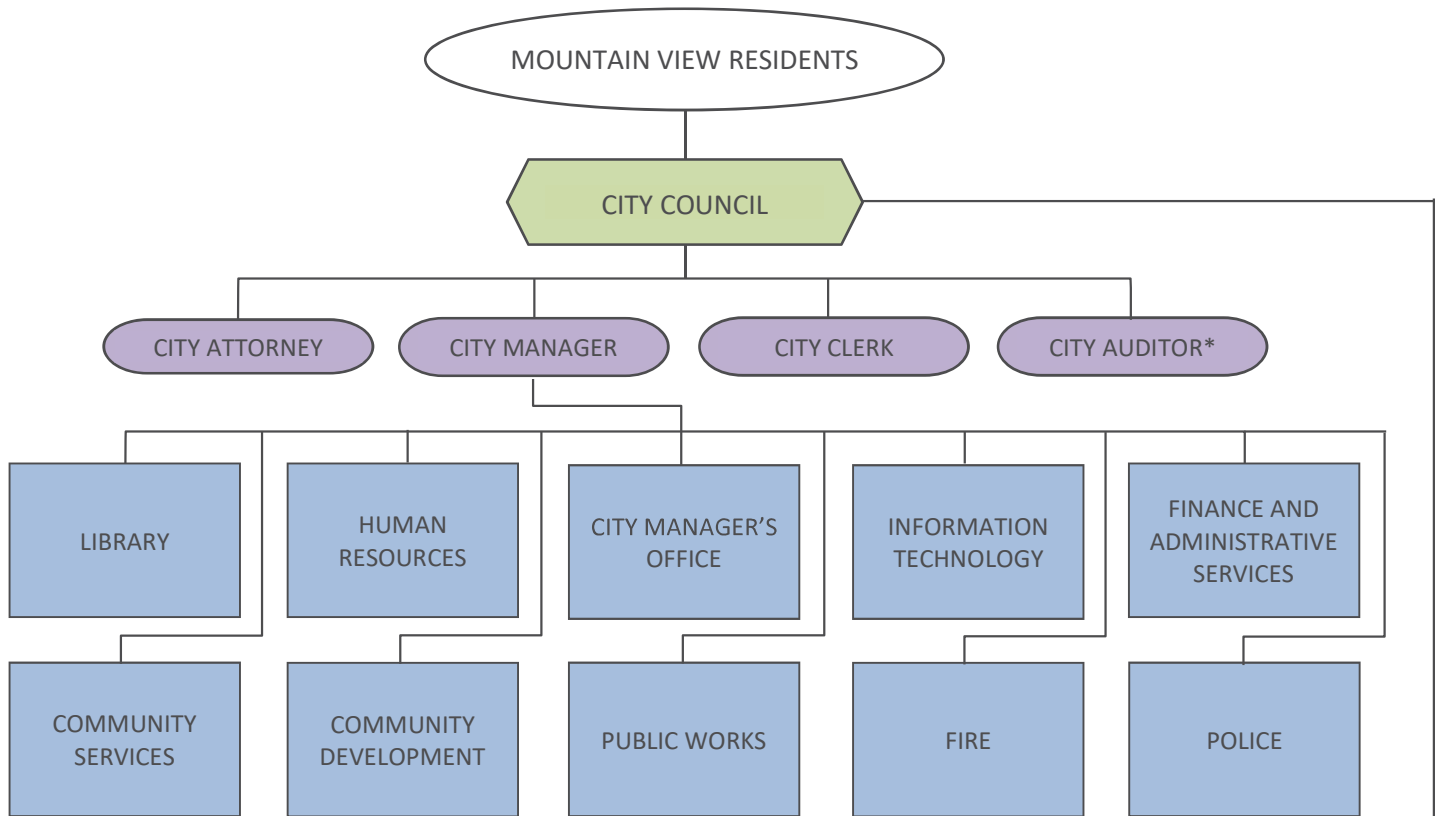 MOUNTAIN VIEW RESIDENTS
CITY COUNCIL
CITY ATTORNEY
CITY MANAGER
CITY CLERK
CITY AUDITOR*
LIBRARY
HUMAN
RESOURCES
CITY MANAGER’S
OFFICE
INFORMATION
TECHNOLOGY
FINANCE AND
ADMINISTRATIVE
SERVICES
COMMUNITY
SERVICES
COMMUNITY
DEVELOPMENT
PUBLIC WORKS
FIRE
POLICE